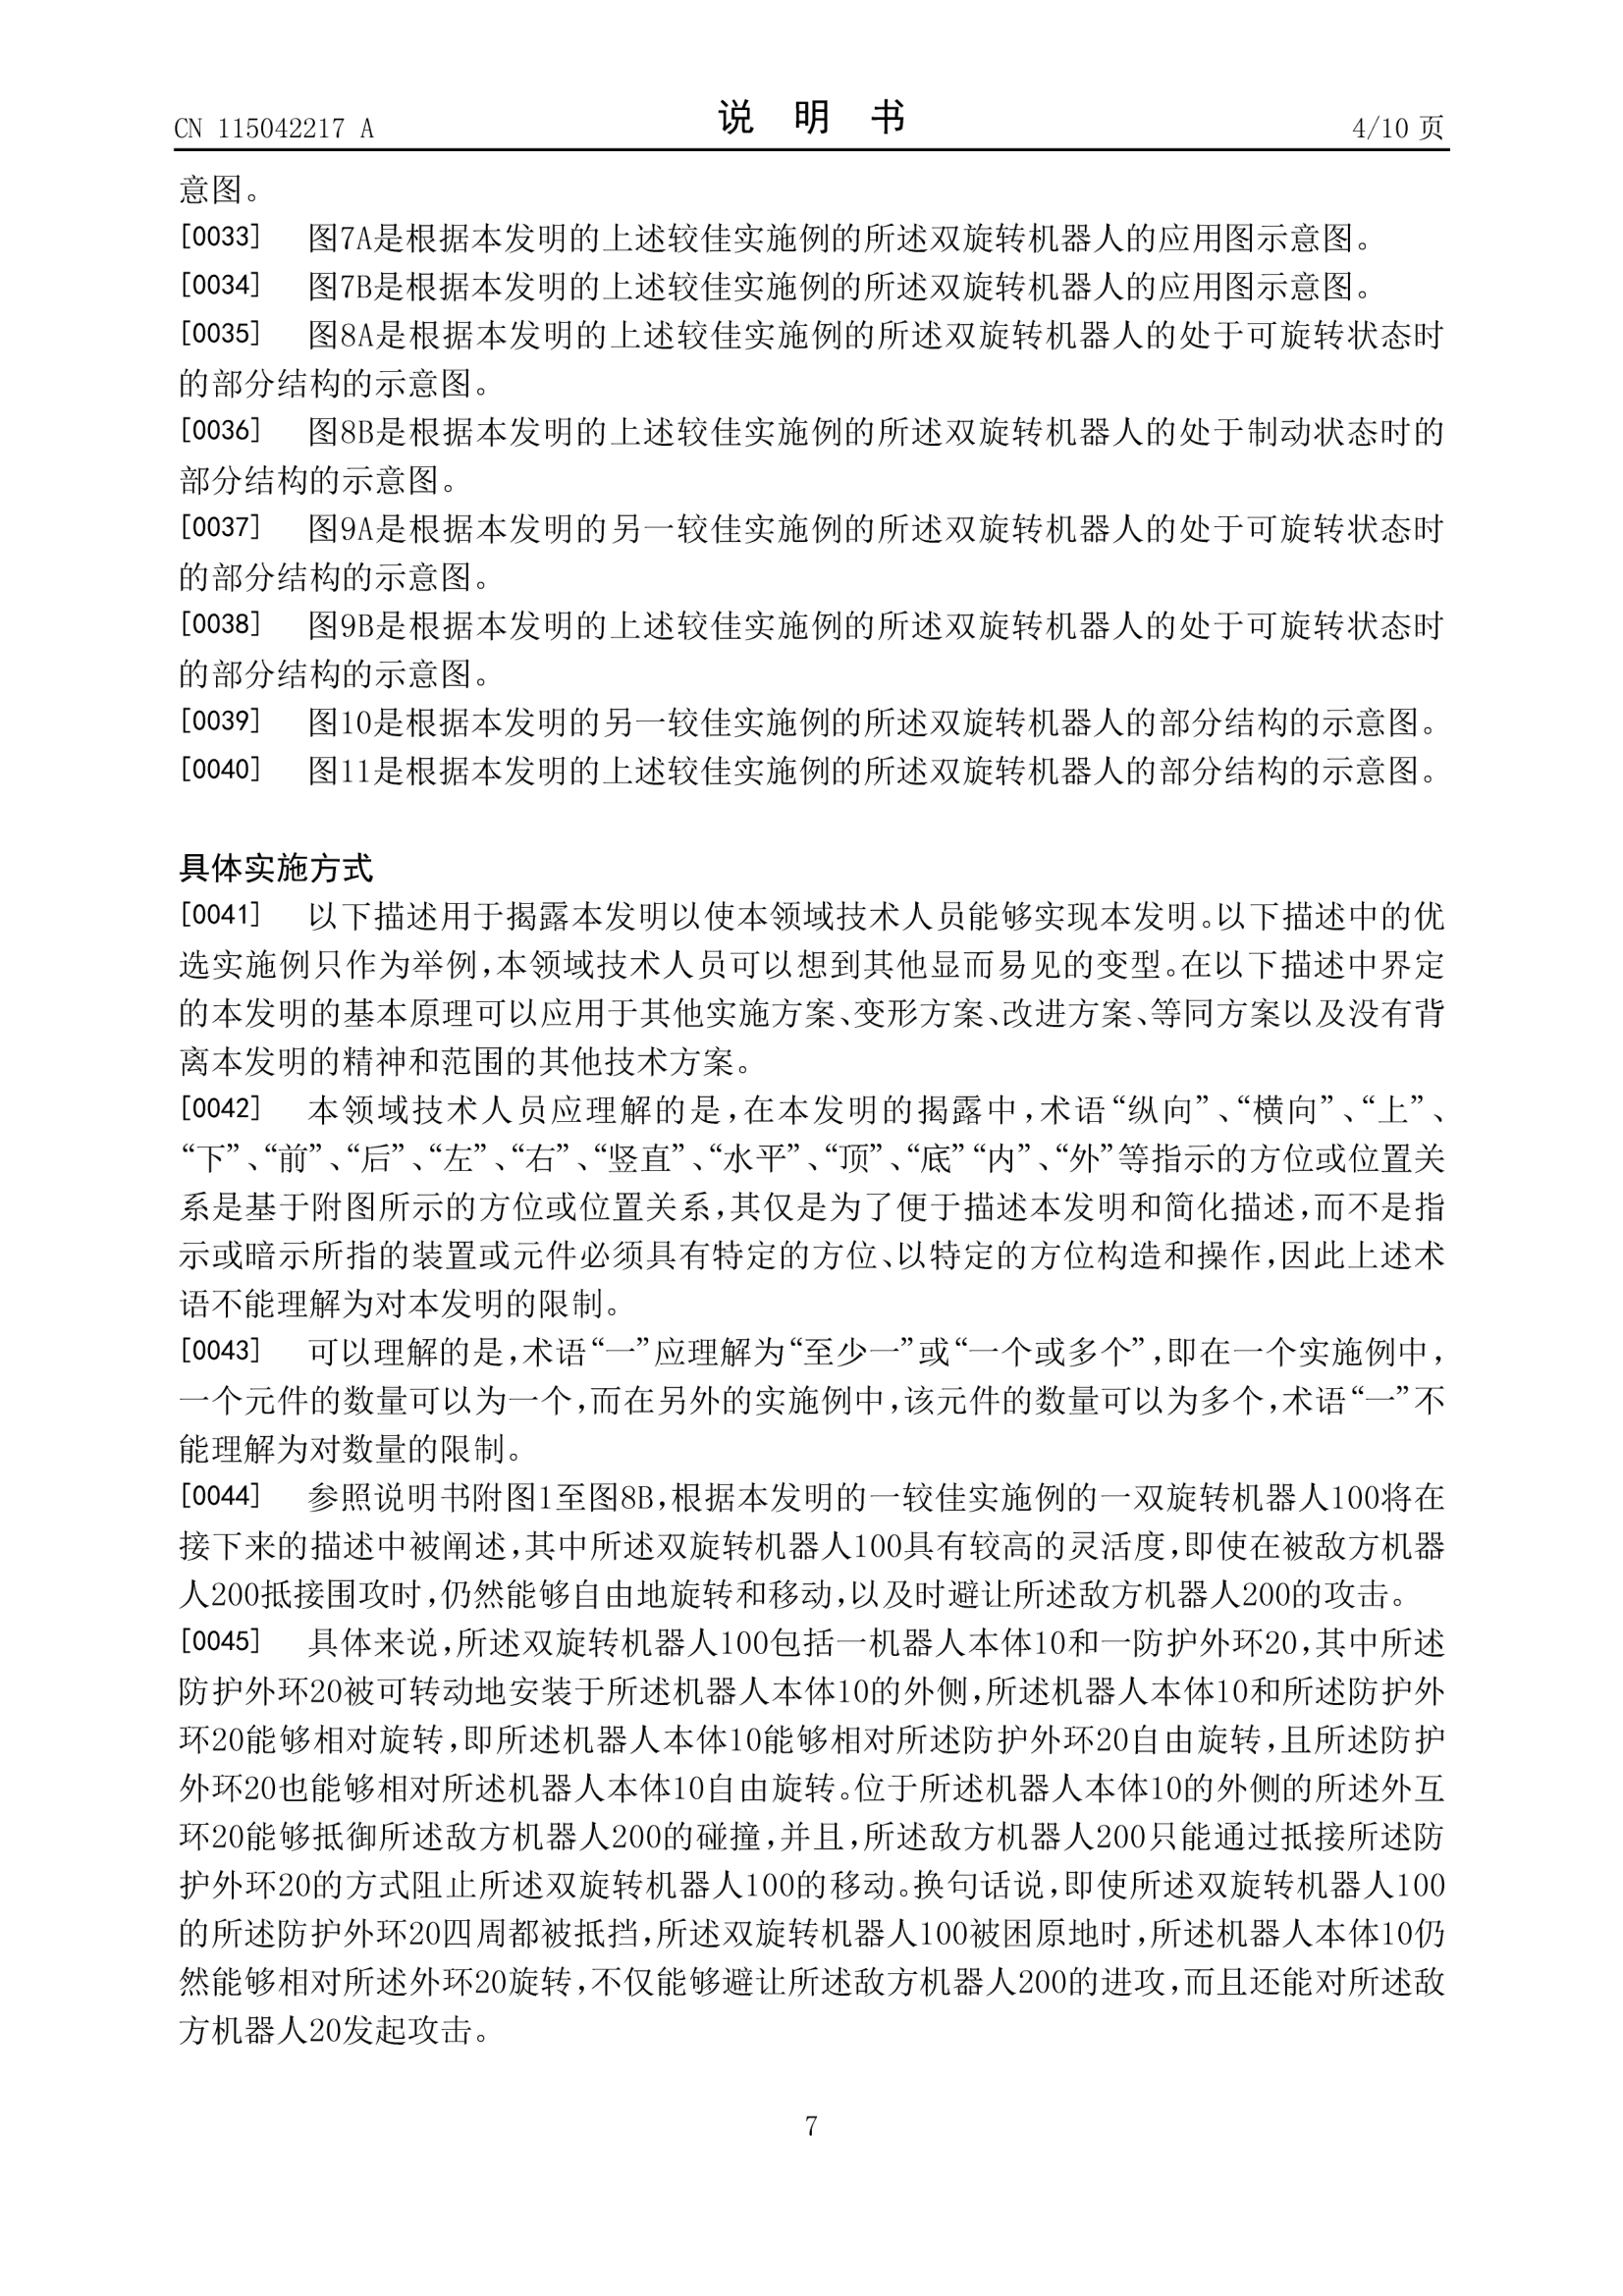 CN 115042217 A
说 明 书
4/10 页
意图。
[0033] 图7A是根据本发明的上述较佳实施例的所述双旋转机器人的应用图示意图。
[0034] 图7B是根据本发明的上述较佳实施例的所述双旋转机器人的应用图示意图。
[0035] 图8A是根据本发明的上述较佳实施例的所述双旋转机器人的处于可旋转状态时
的部分结构的示意图。
[0036] 图8B是根据本发明的上述较佳实施例的所述双旋转机器人的处于制动状态时的
部分结构的示意图。
[0037] 图9A是根据本发明的另一较佳实施例的所述双旋转机器人的处于可旋转状态时
的部分结构的示意图。
[0038] 图9B是根据本发明的上述较佳实施例的所述双旋转机器人的处于可旋转状态时
的部分结构的示意图。
[0039] 图10是根据本发明的另一较佳实施例的所述双旋转机器人的部分结构的示意图。
[0040] 图11是根据本发明的上述较佳实施例的所述双旋转机器人的部分结构的示意图。
具体实施方式
[0041] 以下描述用于揭露本发明以使本领域技术人员能够实现本发明。以下描述中的优
选实施例只作为举例,本领域技术人员可以想到其他显而易见的变型。在以下描述中界定
的本发明的基本原理可以应用于其他实施方案、变形方案、改进方案、等同方案以及没有背
离本发明的精神和范围的其他技术方案。
[0042] 本领域技术人员应理解的是,在本发明的揭露中,术语“纵向”、“横向”、“上”、
“下”、“前”、“后”、“左”、“右”、“竖直”、“水平”、“顶”、“底”“内”、“外”等指示的方位或位置关
系是基于附图所示的方位或位置关系,其仅是为了便于描述本发明和简化描述,而不是指
示或暗示所指的装置或元件必须具有特定的方位、以特定的方位构造和操作,因此上述术
语不能理解为对本发明的限制。
[0043] 可以理解的是,术语“一”应理解为“至少一”或“一个或多个”,即在一个实施例中,
一个元件的数量可以为一个,而在另外的实施例中,该元件的数量可以为多个,术语“一”不
能理解为对数量的限制。
[0044] 参照说明书附图1至图8B,根据本发明的一较佳实施例的一双旋转机器人100将在
接下来的描述中被阐述,其中所述双旋转机器人100具有较高的灵活度,即使在被敌方机器
人200抵接围攻时,仍然能够自由地旋转和移动,以及时避让所述敌方机器人200的攻击。
[0045] 具体来说,所述双旋转机器人100包括一机器人本体10和一防护外环20,其中所述
防护外环20被可转动地安装于所述机器人本体10的外侧,所述机器人本体10和所述防护外
环20能够相对旋转,即所述机器人本体10能够相对所述防护外环20自由旋转,且所述防护
外环20也能够相对所述机器人本体10自由旋转。位于所述机器人本体10的外侧的所述外互
环20能够抵御所述敌方机器人200的碰撞,并且,所述敌方机器人200只能通过抵接所述防
护外环20的方式阻止所述双旋转机器人100的移动。换句话说,即使所述双旋转机器人100
的所述防护外环20四周都被抵挡,所述双旋转机器人100被困原地时,所述机器人本体10仍
然能够相对所述外环20旋转,不仅能够避让所述敌方机器人200的进攻,而且还能对所述敌
方机器人20发起攻击。
7